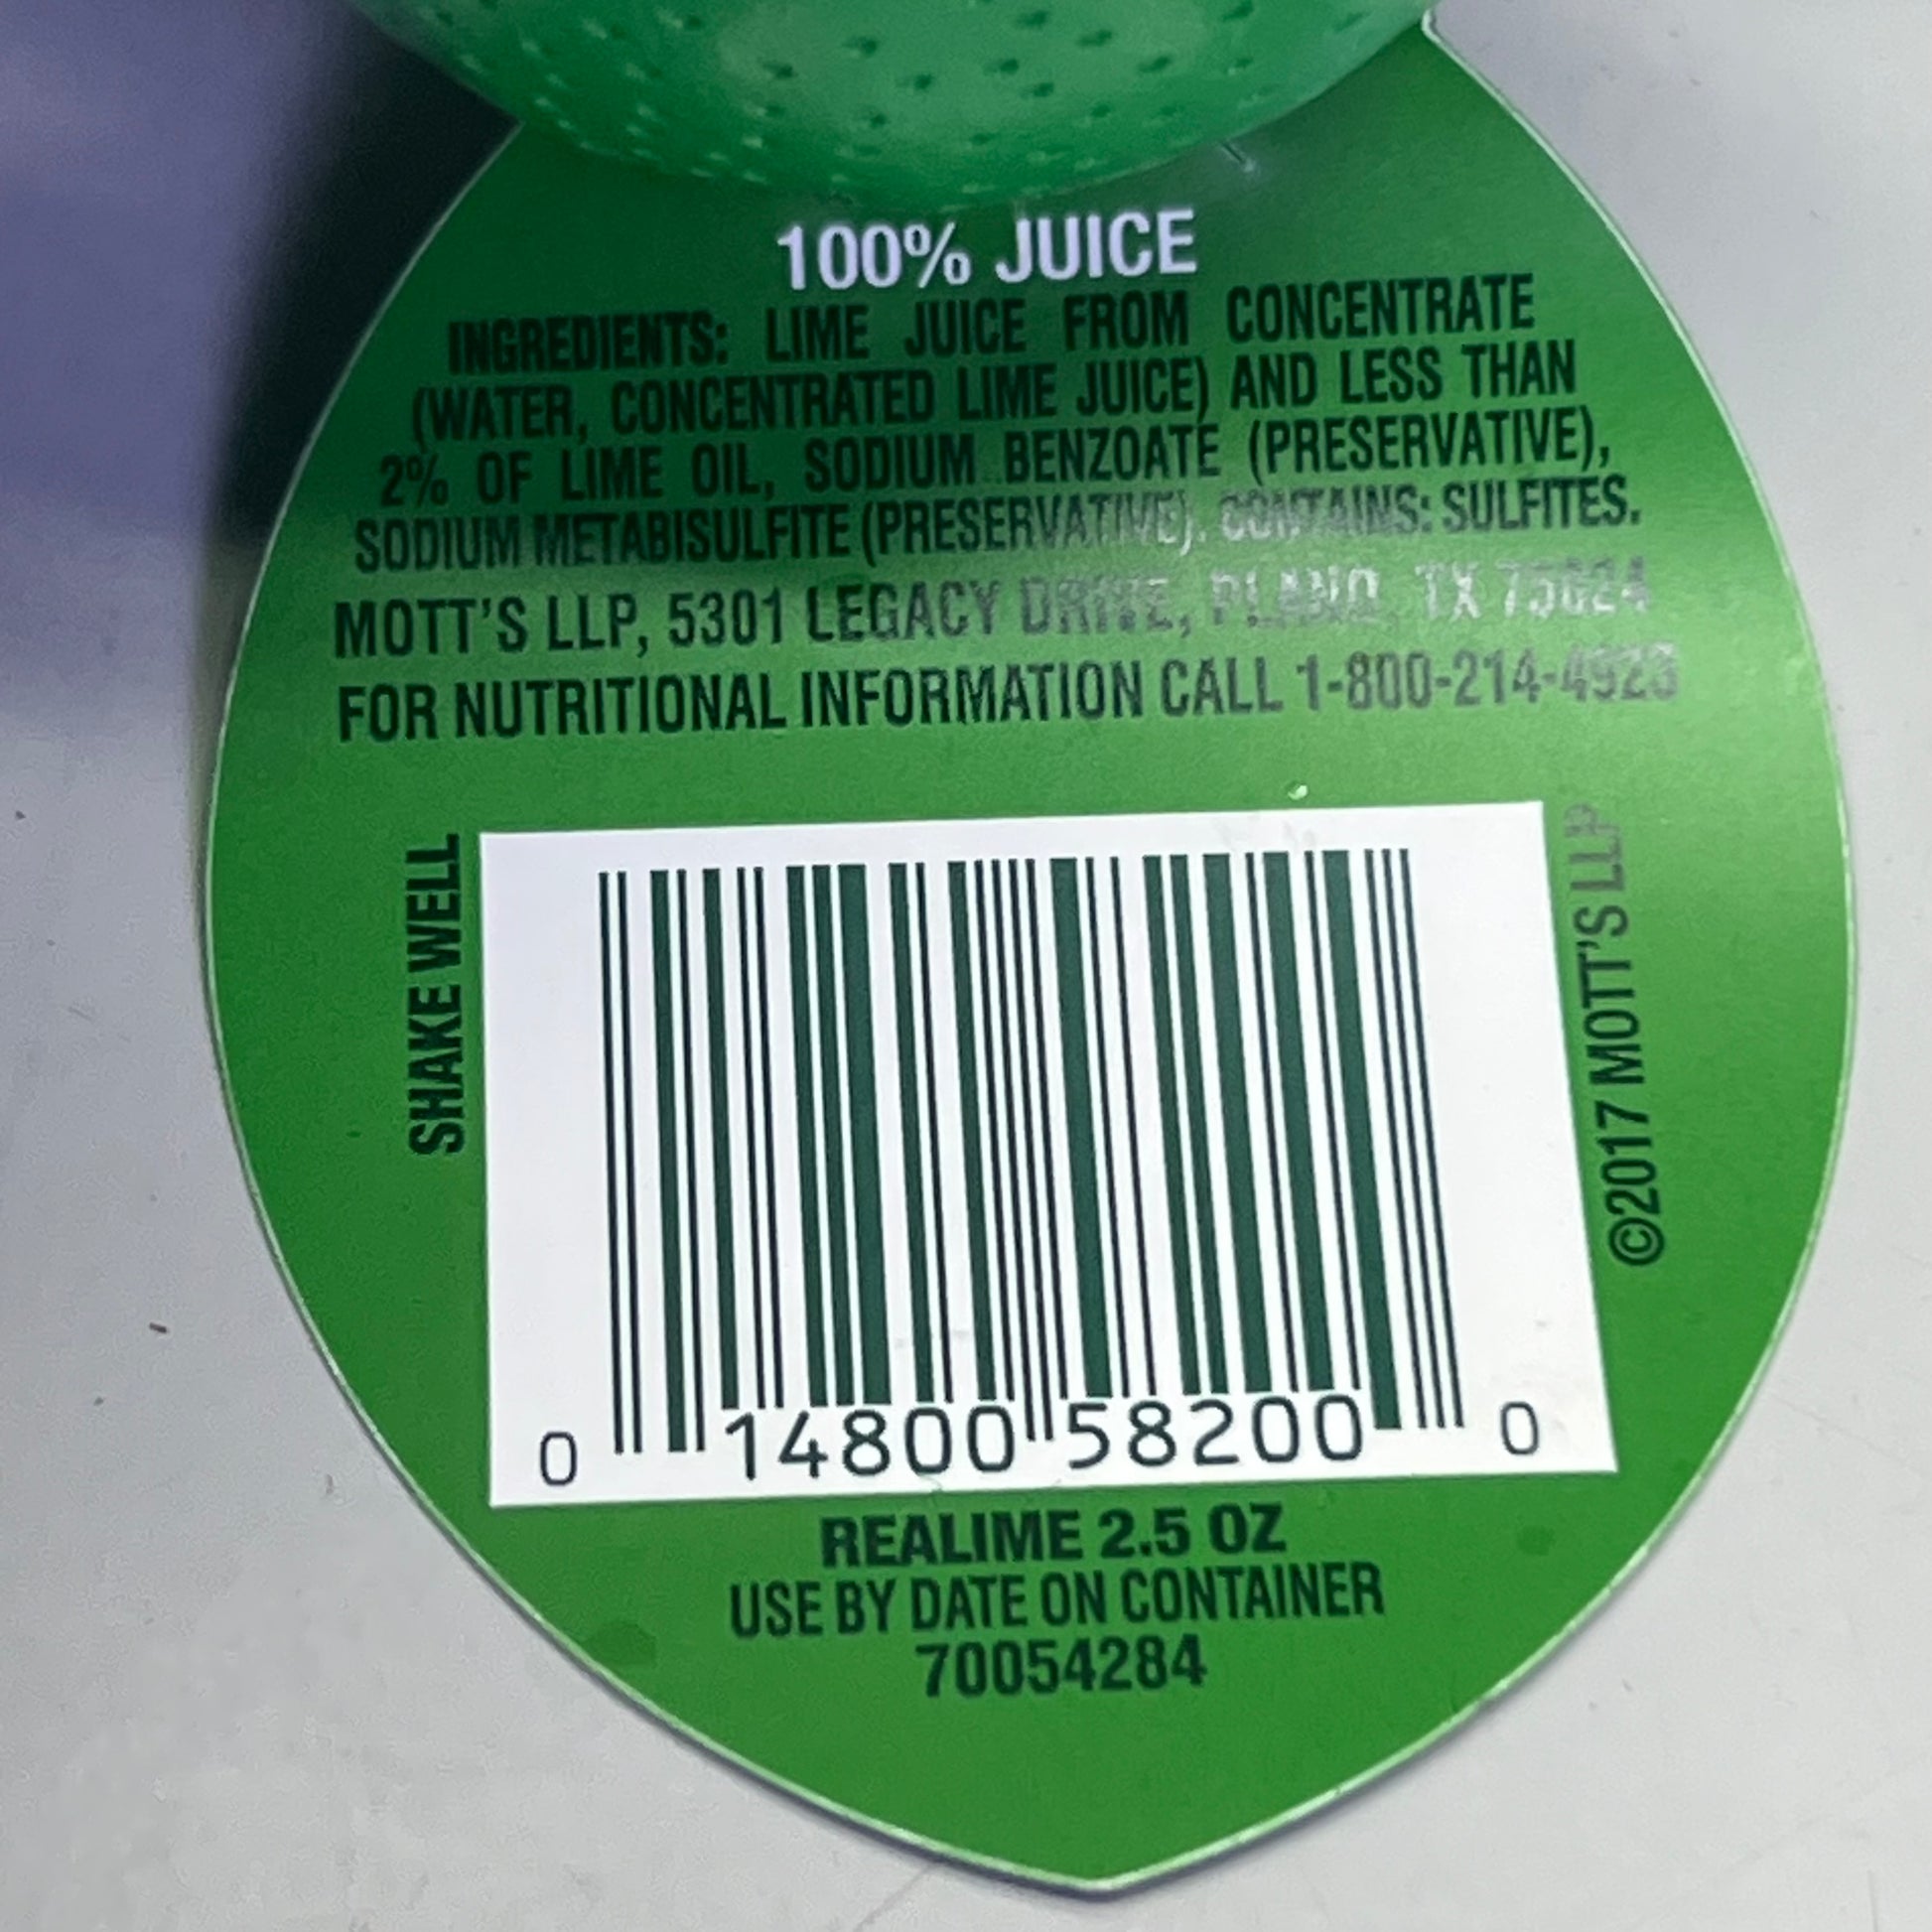 100% JUICE
INGREDIENTS: LIME JUICE FROM CONCENTRATE
(WATER, CONCENTRATED LIME JUICE) AND LESS THAN
2% OF LIME OIL, SODIUM BENZOATE (PRESERVATIVE),
SODIUM METABISULFITE (PRESERVATIVE). CONTAINS: SULFITES.
MOTT'S LLP, 5301 LEGACY DRIVE, PLANO, TX 75024
FOR NUTRITIONAL INFORMATION CALL 1-800-214-4923
SHAKE WELL
©2017 MOTT'S LLP
0 14800 58200 0
REALIME 2.5 OZ
USE BY DATE ON CONTAINER
70054284